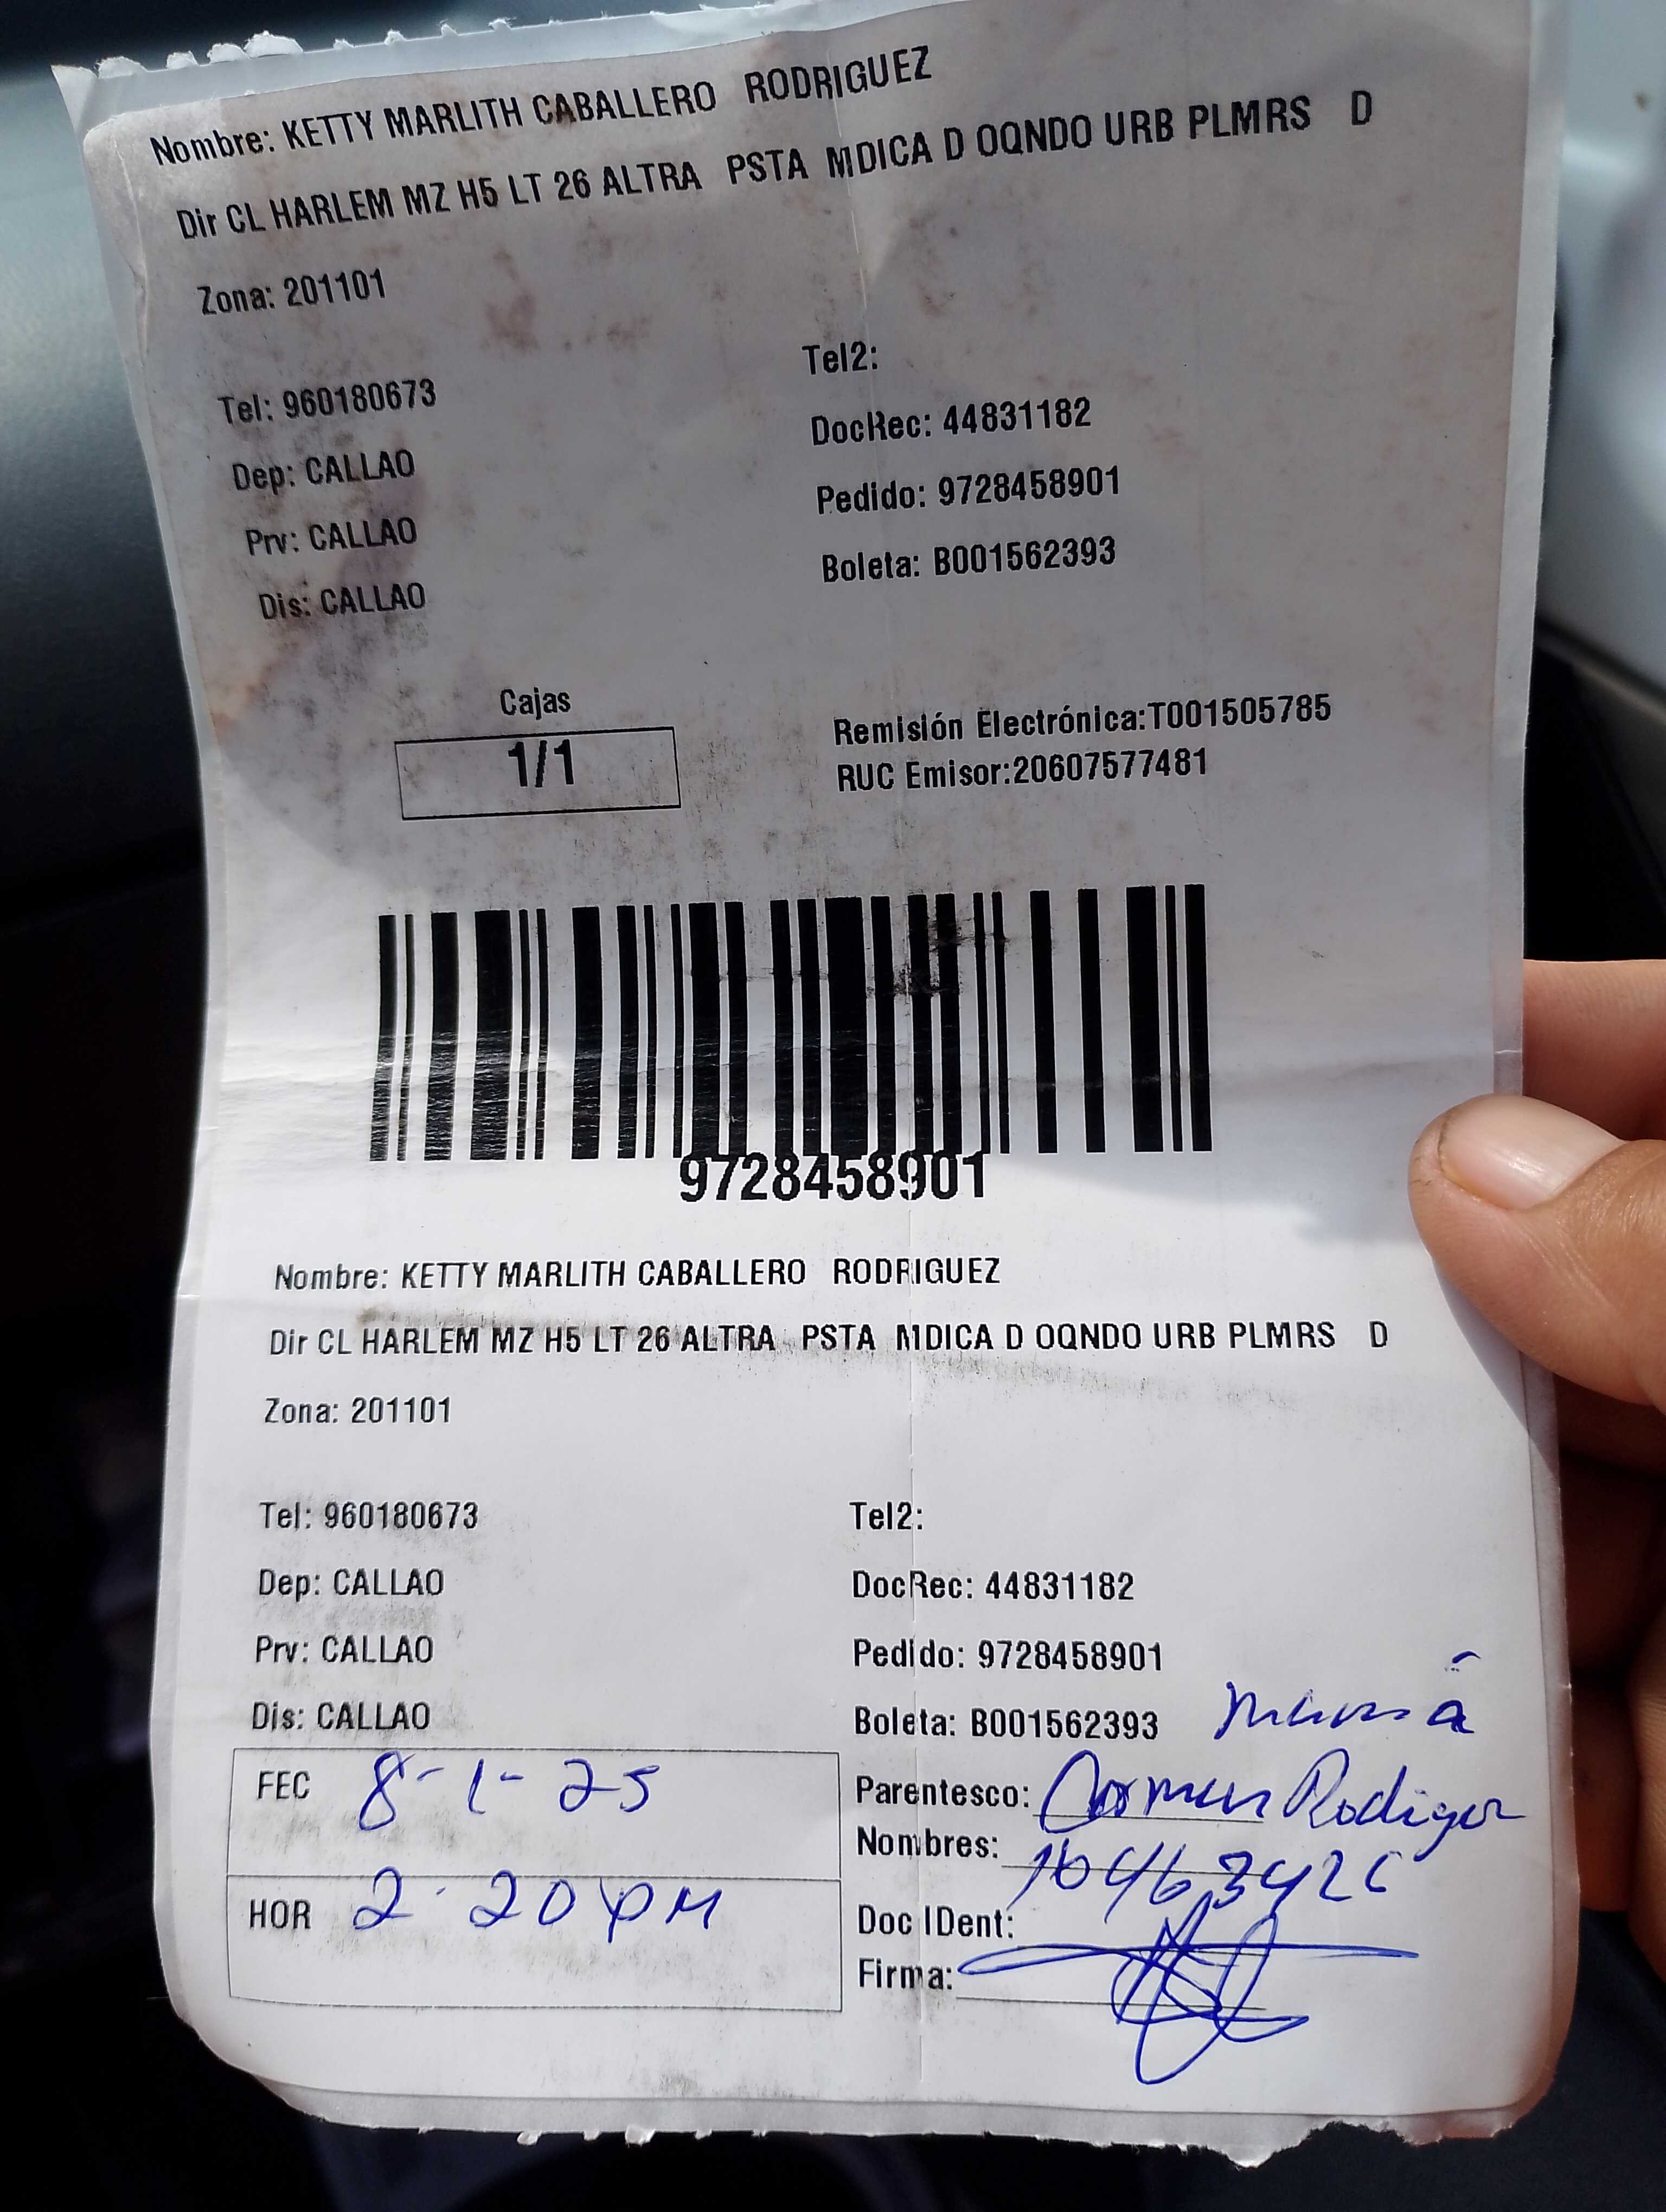 Nombre: KETTY MARLITH CABALLERO RODRIGUEZ
Dir CL HARLEM MZ H5 LT 26 ALTRA PSTA MDICA D OQNDO URB PLMRS D
Zona: 201101
Tel: 960180673
Tel2:
Dep: CALLAO
DocRec: 44831182
Prv: CALLAO
Pedido: 9728458901
Dis: CALLAO
Boleta: B001562393
Cajas
1/1
Remisión Electrónica:T001505785
RUC Emisor:20607577481
9728458901
Nombre: KETTY MARLITH CABALLERO RODRIGUEZ
Dir CL HARLEM MZ H5 LT 26 ALTRA PSTA MDICA D OQNDO URB PLMRS D
Zona: 201101
Tel: 960180673
Tel2:
Dep: CALLAO
DocRec: 44831182
Prv: CALLAO
Pedido: 9728458901
Dis: CALLAO
Boleta: B001562393
mamá
FEC 8-1-25
Parentesco: Carmen
Nombres:
HOR 2:20 PM
Doc IDent:
Firma: